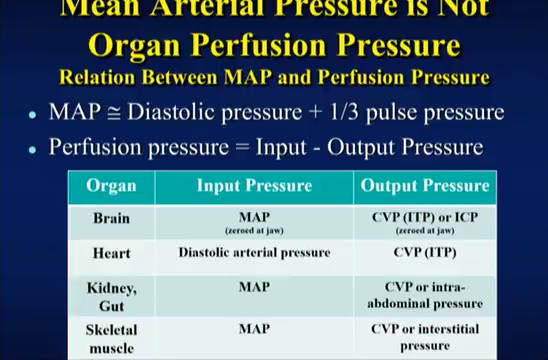 Mean Arterial Pressure is Not
Organ Perfusion Pressure
Relation Between MAP and Perfusion Pressure
• MAP ≅ Diastolic pressure + 1/3 pulse pressure
• Perfusion pressure = Input - Output Pressure
Organ Input Pressure Output Pressure
Brain MAP CVP (ITP) or ICP
(zeroed at jaw) (zeroed at jaw)
Heart Diastolic arterial pressure CVP (ITP)
Kidney, MAP CVP or intra-
Gut abdominal pressure
Skeletal MAP CVP or interstitial
muscle pressure